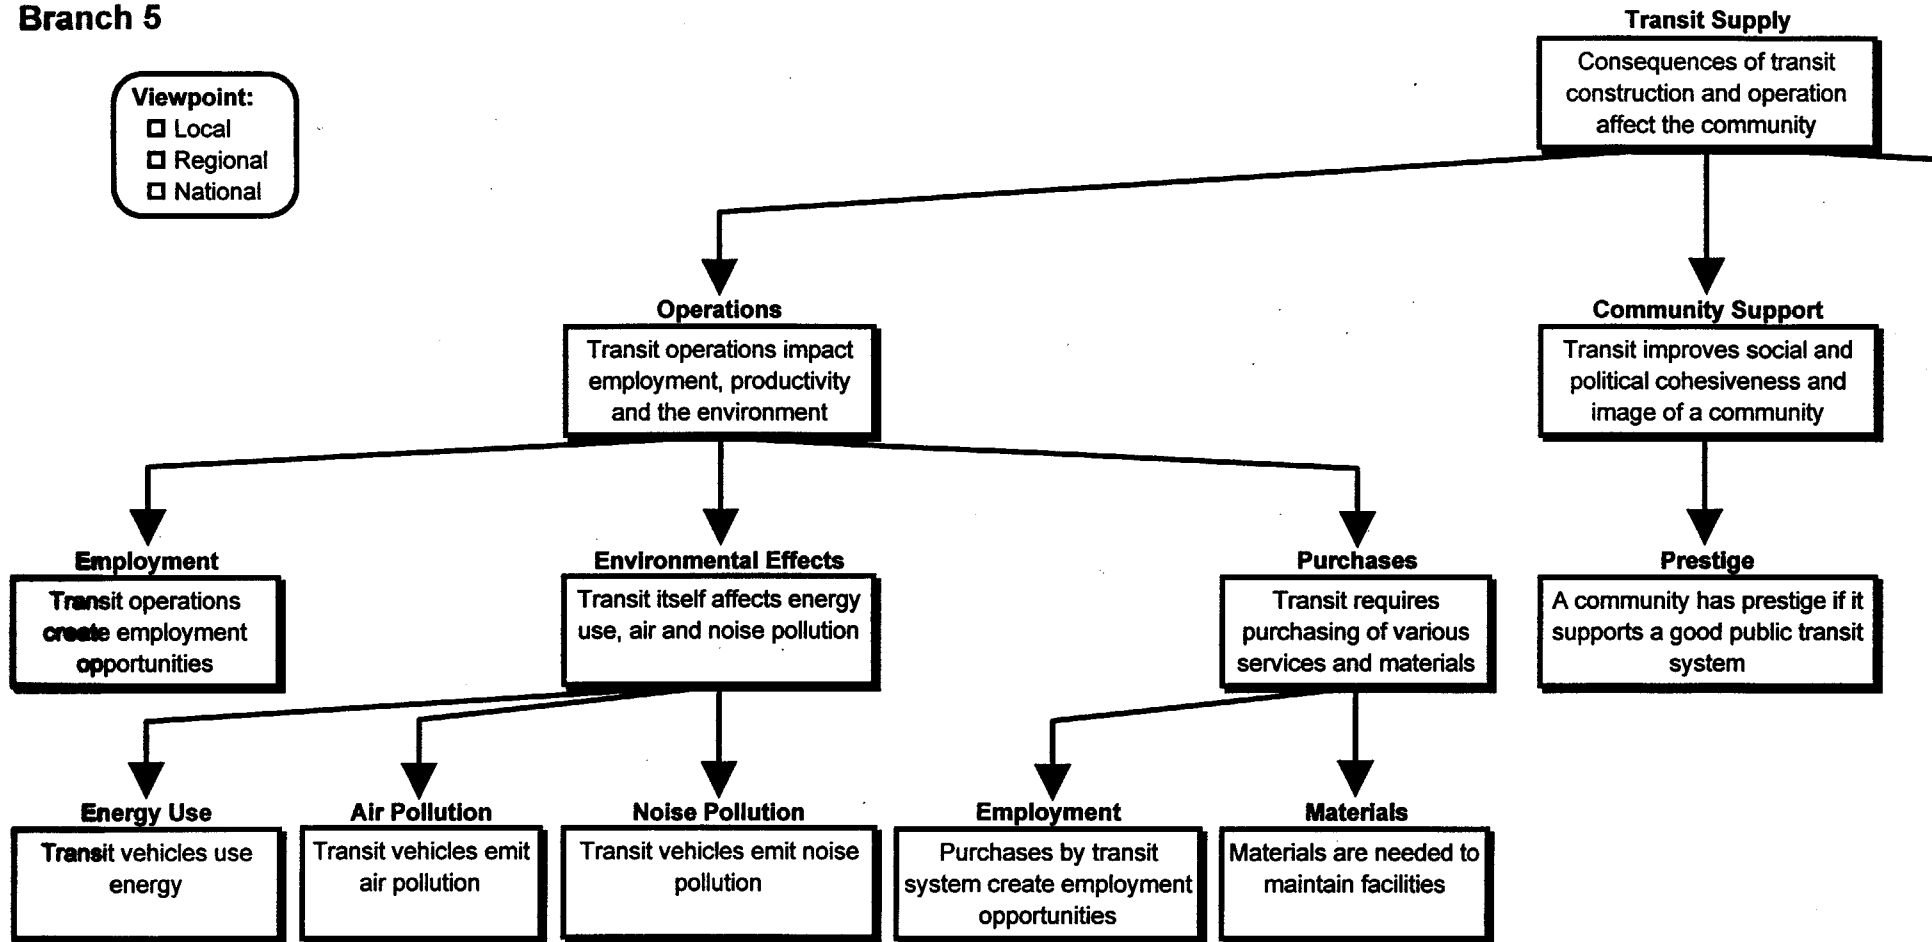 Branch 5
Viewpoint:
Local
Regional
National
Transit Supply
Consequences of transit
construction and operation
affect the community
Operations
Transit operations impact
employment, productivity
and the environment
Community Support
Transit improves social and
political cohesiveness and
image of a community
Employment
Transit operations
create employment
opportunities
Environmental Effects
Transit itself affects energy
use, air and noise pollution
Purchases
Transit requires
purchasing of various
services and materials
Prestige
A community has prestige if it
supports a good public transit
system
Energy Use
Transit vehicles use
energy
Air Pollution
Transit vehicles emit
air pollution
Noise Pollution
Transit vehicles emit noise
pollution
Employment
Purchases by transit
system create employment
opportunities
Materials
Materials are needed to
maintain facilities